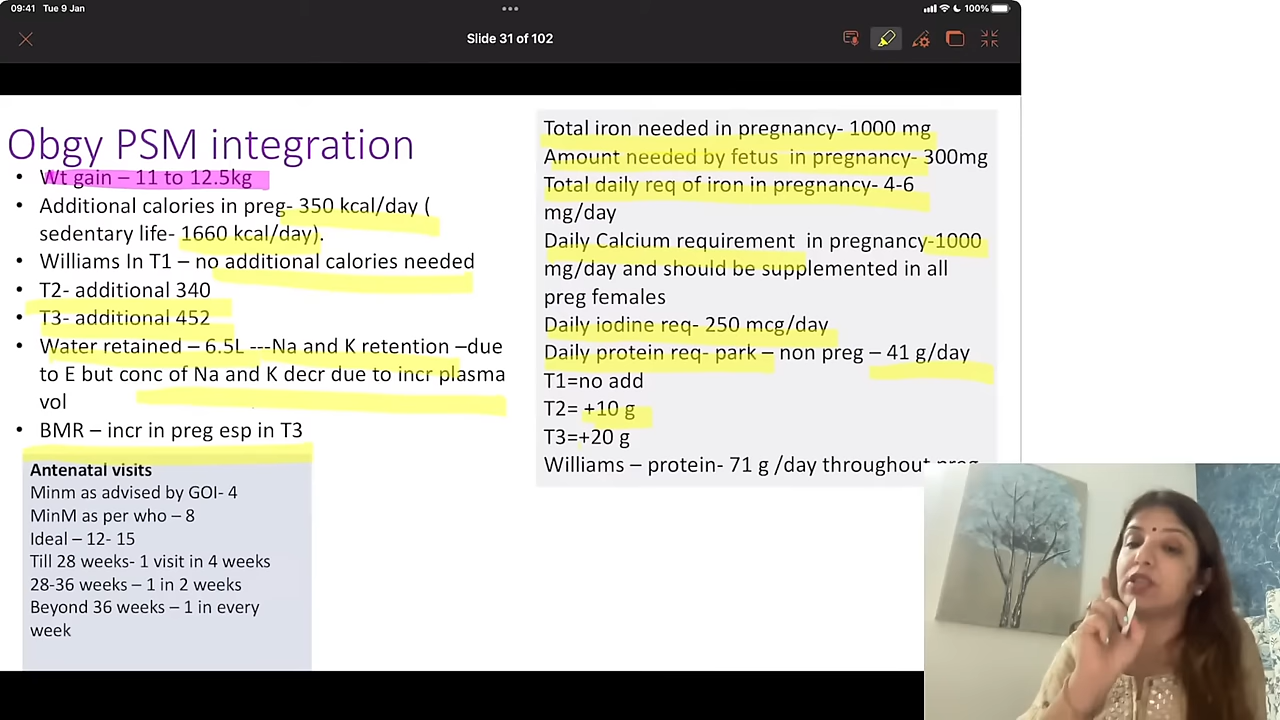 09:41 Tue 9 Jan
100%
Slide 31 of 102
Obgy PSM integration
• Wt gain – 11 to 12.5kg
• Additional calories in preg- 350 kcal/day (
sedentary life- 1660 kcal/day).
• Williams In T1 – no additional calories needed
• T2- additional 340
• T3- additional 452
• Water retained – 6.5L ---Na and K retention –due
to E but conc of Na and K decr due to incr plasma
vol
• BMR – incr in preg esp in T3
Antenatal visits
Minm as advised by GOI- 4
MinM as per who – 8
Ideal – 12- 15
Till 28 weeks- 1 visit in 4 weeks
28-36 weeks – 1 in 2 weeks
Beyond 36 weeks – 1 in every
week
Total iron needed in pregnancy- 1000 mg
Amount needed by fetus in pregnancy- 300mg
Total daily req of iron in pregnancy- 4-6
mg/day
Daily Calcium requirement in pregnancy-1000
mg/day and should be supplemented in all
preg females
Daily iodine req- 250 mcg/day
Daily protein req- park – non preg – 41 g/day
T1=no add
T2= +10 g
T3=+20 g
Williams – protein- 71 g /day throughout preg